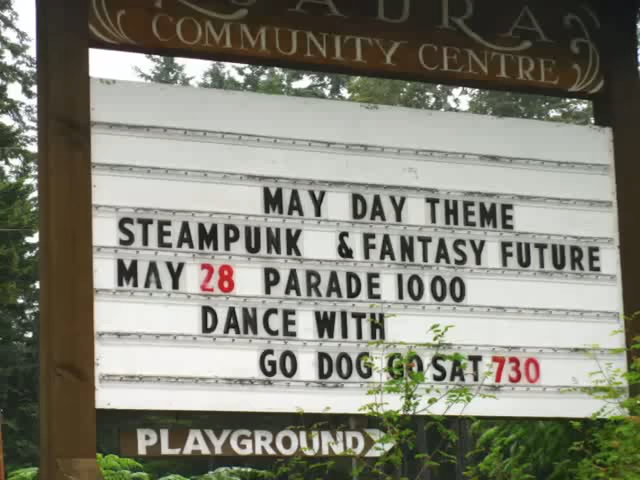 COMMUNITY CENTRE
MAY DAY THEME
STEAMPUNK & FANTASY FUTURE
MAY 28 PARADE 1000
DANCE WITH
GO DOG GO SAT 730
PLAYGROUND